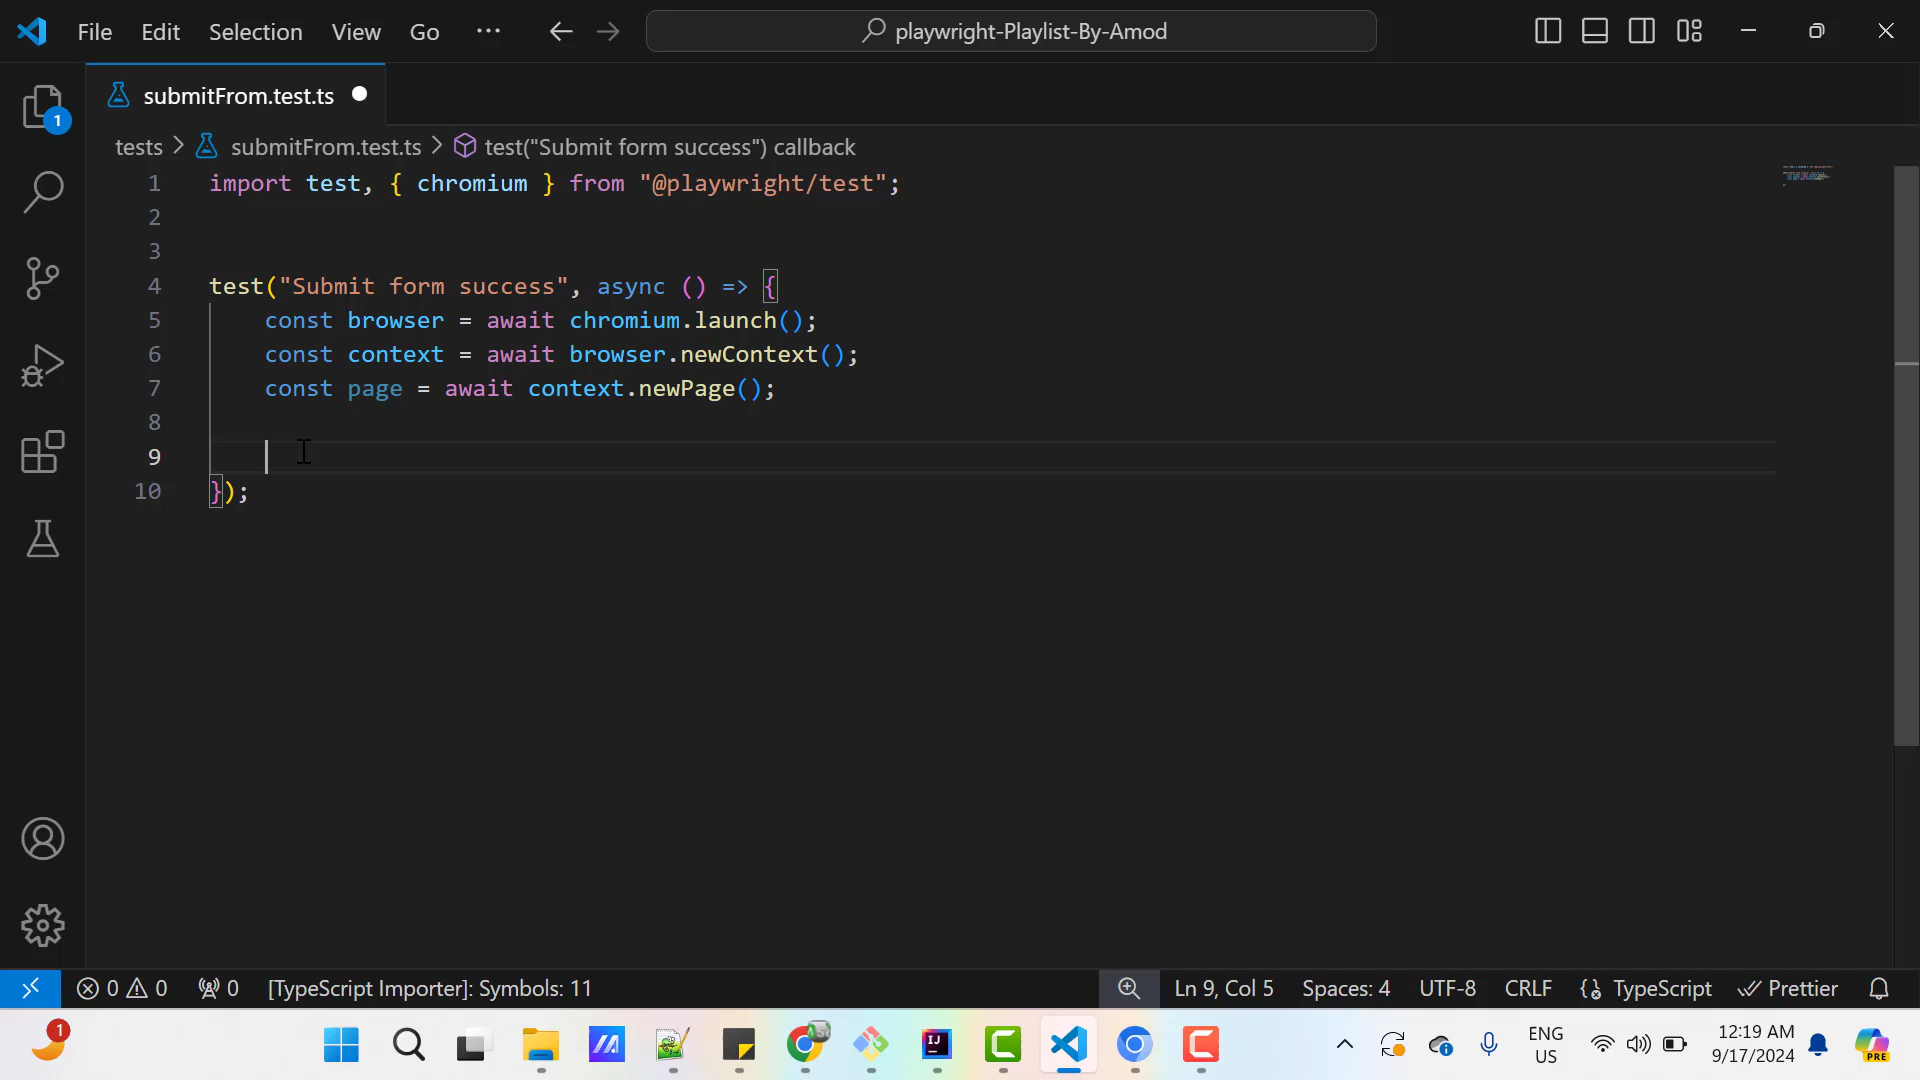 File Edit Selection View Go ··· playwright-Playlist-By-Amod
submitFrom.test.ts
1
tests > submitFrom.test.ts > test("Submit form success") callback
1 import test, { chromium } from "@playwright/test";
2
3
4 test("Submit form success", async () => {
5 const browser = await chromium.launch();
6 const context = await browser.newContext();
7 const page = await context.newPage();
8
9
10 });
0 0 0 [TypeScript Importer]: Symbols: 11 Ln 9, Col 5 Spaces: 4 UTF-8 CRLF TypeScript Prettier
1 IJ ENG 12:19 AM
US 9/17/2024 PRE